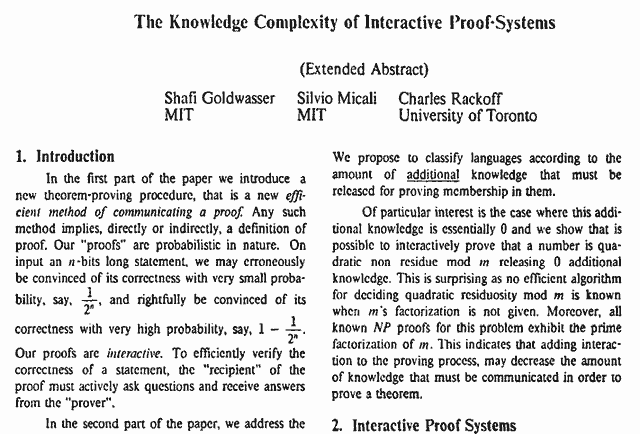 The Knowledge Complexity of Interactive Proof-Systems
(Extended Abstract)
Shafi Goldwasser Silvio Micali Charles Rackoff
MIT MIT University of Toronto
1. Introduction
In the first part of the paper we introduce a
new theorem-proving procedure, that is a new effi-
cient method of communicating a proof. Any such
method implies, directly or indirectly, a definition of
proof. Our "proofs" are probabilistic in nature. On
input an n-bits long statement, we may erroneously
be convinced of its correctness with very small proba-
bility, say, 1/2ⁿ, and rightfully be convinced of its
correctness with very high probability, say, 1 − 1/2ⁿ.
Our proofs are interactive. To efficiently verify the
correctness of a statement, the "recipient" of the
proof must actively ask questions and receive answers
from the "prover".
In the second part of the paper, we address the
We propose to classify languages according to the
amount of additional knowledge that must be
released for proving membership in them.
Of particular interest is the case where this addi-
tional knowledge is essentially 0 and we show that is
possible to interactively prove that a number is qua-
dratic non residue mod m releasing 0 additional
knowledge. This is surprising as no efficient algorithm
for deciding quadratic residuosity mod m is known
when m's factorization is not given. Moreover, all
known NP proofs for this problem exhibit the prime
factorization of m. This indicates that adding interac-
tion to the proving process, may decrease the amount
of knowledge that must be communicated in order to
prove a theorem.
2. Interactive Proof Systems